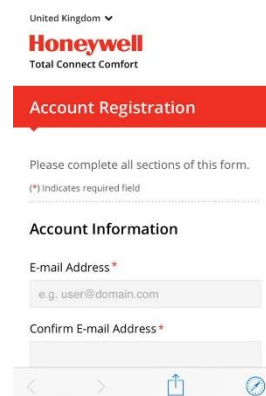 United Kingdom
Honeywell
Total Connect Comfort
Account Registration
Please complete all sections of this form.
(*) Indicates required field
Account Information
E-mail Address*
e.g. user@domain.com
Confirm E-mail Address*